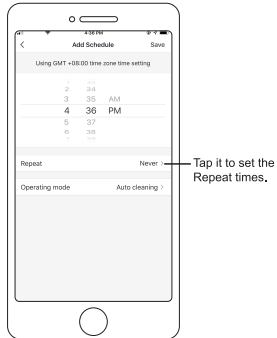 4:36 PM
Add Schedule Save
Using GMT +08:00 time zone time setting
2 34
3 35 AM
4 36 PM
5 37
6 38
Repeat Never >
Tap it to set the
Repeat times.
Operating mode Auto cleaning >